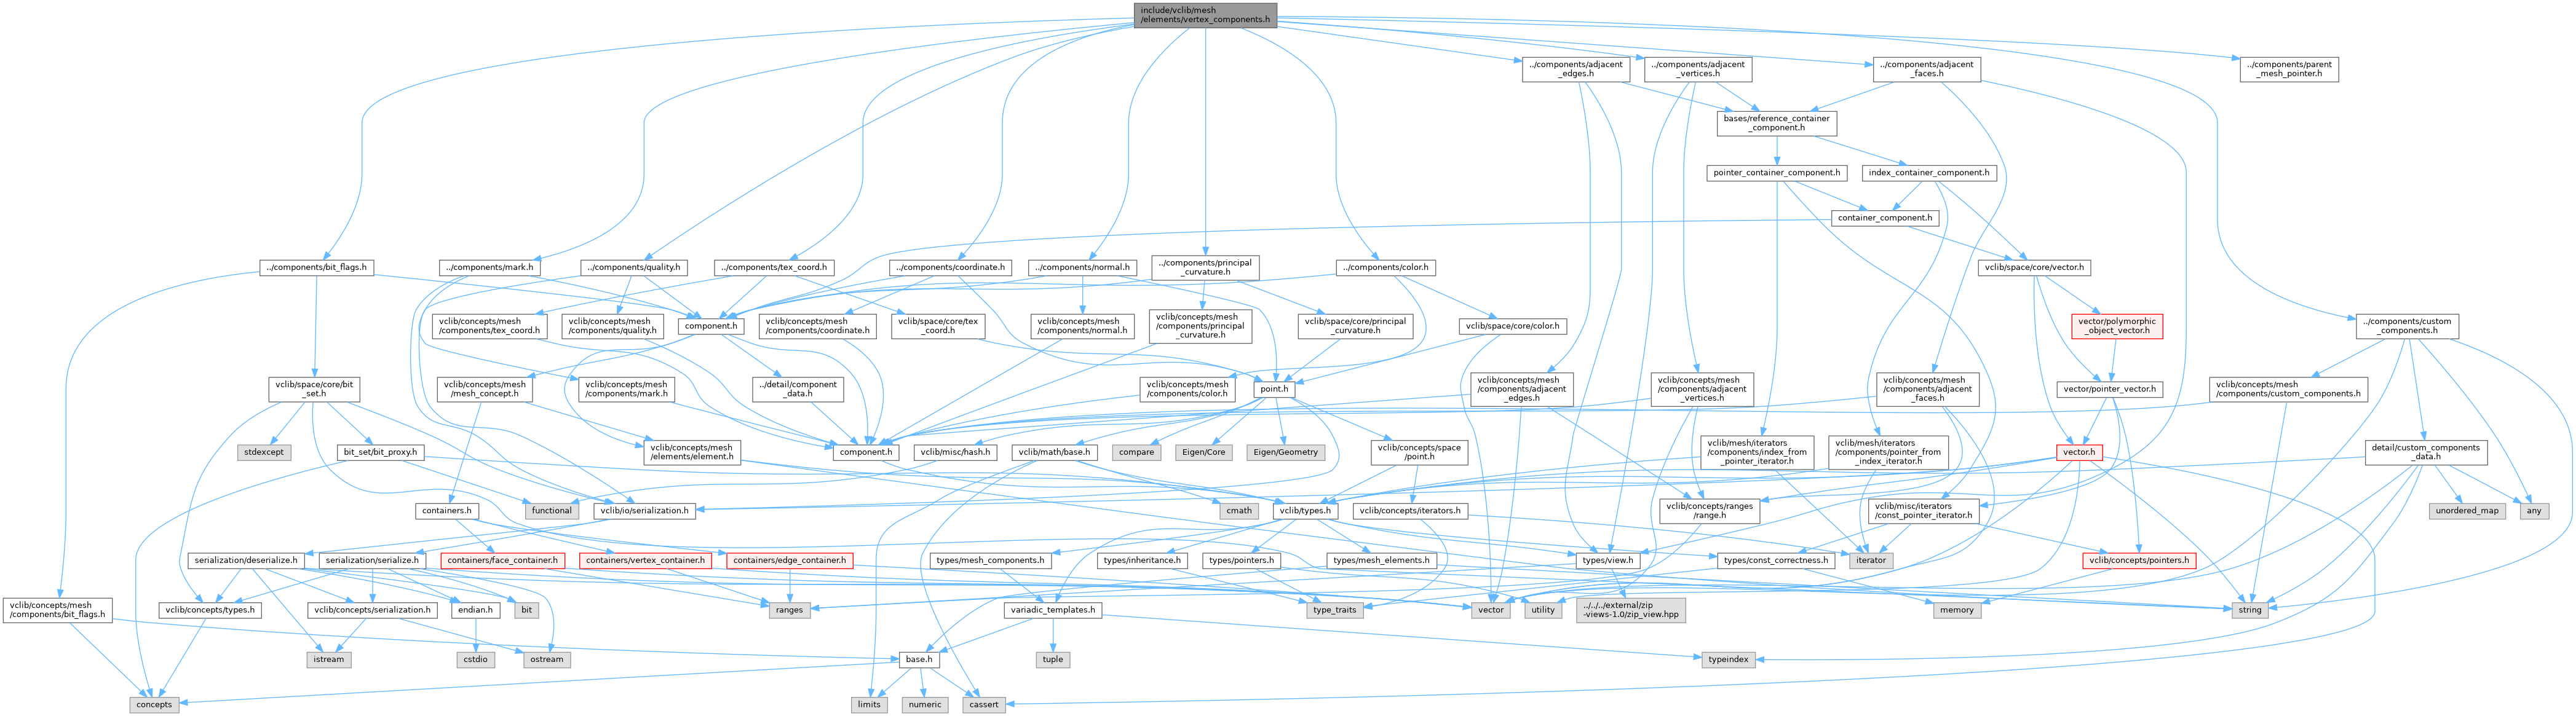 include/vclib/mesh
/elements/vertex_components.h
../components/adjacent
_edges.h
../components/adjacent
_vertices.h
../components/adjacent
_faces.h
../components/parent
_mesh_pointer.h
bases/reference_container
_component.h
pointer_container_component.h
index_container_component.h
container_component.h
../components/bit_flags.h
../components/mark.h
../components/quality.h
../components/tex_coord.h
../components/coordinate.h
../components/normal.h
../components/principal
_curvature.h
../components/color.h
vclib/space/core/vector.h
vclib/concepts/mesh
/components/tex_coord.h
vclib/concepts/mesh
/components/quality.h
component.h
vclib/concepts/mesh
/components/coordinate.h
vclib/space/core/tex
_coord.h
vclib/concepts/mesh
/components/normal.h
vclib/concepts/mesh
/components/principal
_curvature.h
vclib/space/core/principal
_curvature.h
vclib/space/core/color.h
vector/polymorphic
_object_vector.h
../components/custom
_components.h
vclib/space/core/bit
_set.h
vclib/concepts/mesh
/mesh_concept.h
vclib/concepts/mesh
/components/mark.h
../detail/component
_data.h
vclib/concepts/mesh
/components/color.h
point.h
vclib/concepts/mesh
/components/adjacent
_edges.h
vclib/concepts/mesh
/components/adjacent
_vertices.h
vclib/concepts/mesh
/components/adjacent
_faces.h
vector/pointer_vector.h
vclib/concepts/mesh
/components/custom_components.h
stdexcept
bit_set/bit_proxy.h
vclib/concepts/mesh
/elements/element.h
component.h
vclib/misc/hash.h
vclib/math/base.h
compare
Eigen/Core
Eigen/Geometry
vclib/concepts/space
/point.h
vclib/mesh/iterators
/components/index_from
_pointer_iterator.h
vclib/mesh/iterators
/components/pointer_from
_index_iterator.h
vector.h
detail/custom_components
_data.h
containers.h
functional
vclib/io/serialization.h
cmath
vclib/types.h
vclib/concepts/iterators.h
vclib/concepts/ranges
/range.h
vclib/misc/iterators
/const_pointer_iterator.h
unordered_map
any
serialization/deserialize.h
serialization/serialize.h
containers/face_container.h
containers/vertex_container.h
containers/edge_container.h
types/mesh_components.h
types/inheritance.h
types/pointers.h
types/mesh_elements.h
types/view.h
types/const_correctness.h
iterator
vclib/concepts/pointers.h
vclib/concepts/mesh
/components/bit_flags.h
vclib/concepts/types.h
vclib/concepts/serialization.h
endian.h
bit
ranges
variadic_templates.h
type_traits
vector
utility
../../../external/zip
-views-1.0/zip_view.hpp
memory
string
istream
cstdio
ostream
base.h
tuple
typeindex
concepts
limits
numeric
cassert